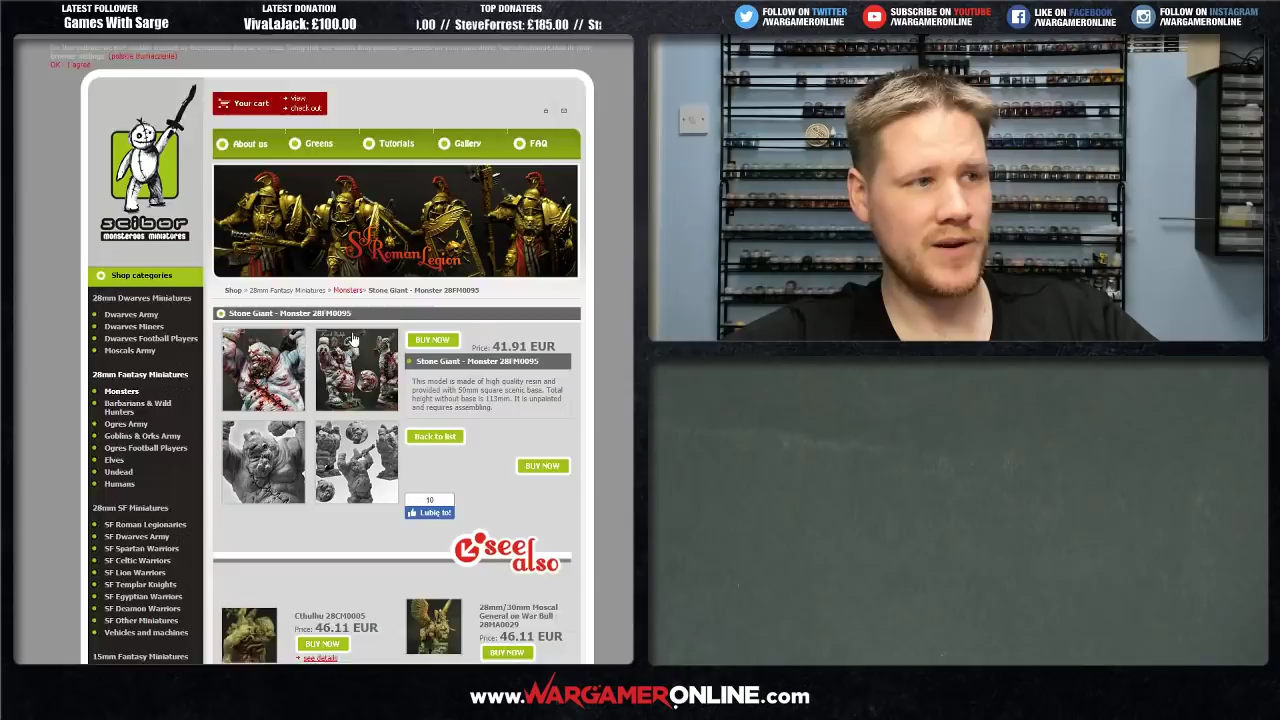 LATEST FOLLOWER
Games With Sarge
LATEST DONATION
VivaLaJack: £100.00
TOP DONATERS
.00 // SteveForrest: £185.00 // Sta
FOLLOW ON TWITTER
/WARGAMERONLINE
SUBSCRIBE ON YOUTUBE
/WARGAMERONLINE
LIKE ON FACEBOOK
/WARGAMERONLINE
FOLLOW ON INSTAGRAM
/WARGAMERONLINE
OK - I agree
Your cart
view
check out
About us
Greens
Tutorials
Gallery
FAQ
scibor
monsterous miniatures
SF Roman Legion
Shop categories
28mm Dwarves Miniatures
Dwarves Army
Dwarves Miners
Dwarves Football Players
Moscals Army
28mm Fantasy Miniatures
Monsters
Barbarians & Wild
Hunters
Ogres Army
Goblins & Orks Army
Ogres Football Players
Elves
Undead
Humans
28mm SF Miniatures
SF Roman Legionaries
SF Dwarves Army
SF Spartan Warriors
SF Celtic Warriors
SF Lion Warriors
SF Templar Knights
SF Egyptian Warriors
SF Deamon Warriors
SF Other Miniatures
Vehicles and machines
15mm Fantasy Miniatures
Shop » 28mm Fantasy Miniatures » Monsters» Stone Giant - Monster 28FM0095
Stone Giant - Monster 28FM0095
BUY NOW
Price: 41.91 EUR
Stone Giant - Monster 28FM0095
This model is made of high quality resin and
provided with 50mm square scenic base. Total
height without base is 113mm. It is unpainted
and requires assembling.
Back to list
BUY NOW
10
Lubię to!
see
also
Cthulhu 28CM0005
Price: 46.11 EUR
BUY NOW
see details
28mm/30mm Moscal
General on War Bull
28MA0029
Price: 46.11 EUR
BUY NOW
www.WARGAMERONLINE.com